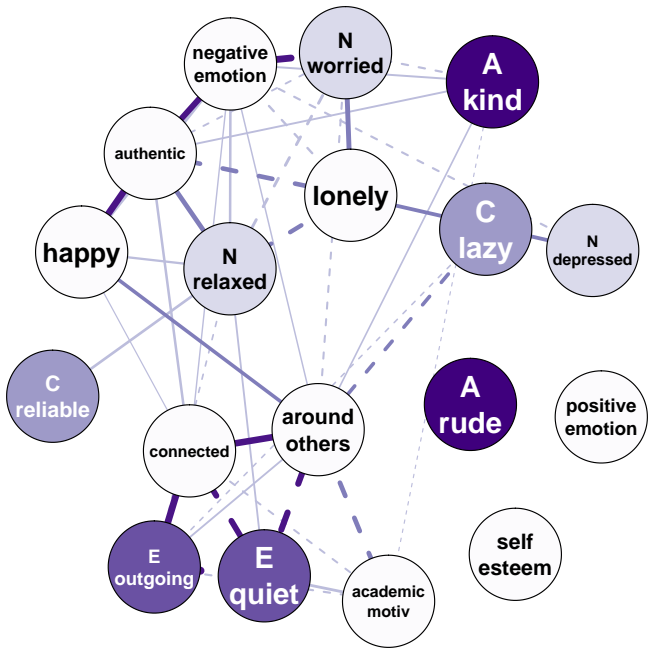 negative
emotion
N
worried
A
kind
authentic
lonely
C
lazy
happy
N
relaxed
N
depressed
C
reliable
A
rude
around
others
positive
emotion
connected
E
outgoing
E
quiet
self
esteem
academic
motiv